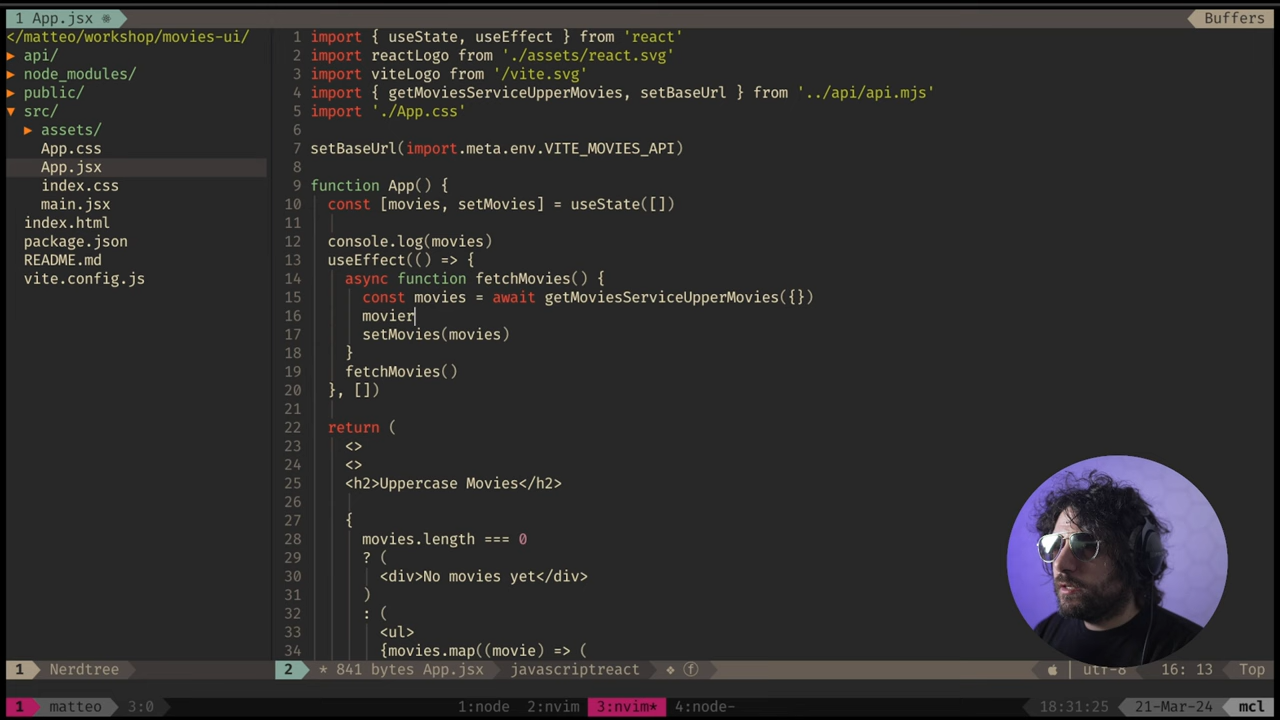 1 App.jsx
Buffers
</matteo/workshop/movies-ui/
▸ api/
▸ node_modules/
▸ public/
▾ src/
▸ assets/
App.css
App.jsx
index.css
main.jsx
index.html
package.json
README.md
vite.config.js
1 import { useState, useEffect } from 'react'
2 import reactLogo from './assets/react.svg'
3 import viteLogo from '/vite.svg'
4 import { getMoviesServiceUpperMovies, setBaseUrl } from '../api/api.mjs'
5 import './App.css'
6
7 setBaseUrl(import.meta.env.VITE_MOVIES_API)
8
9 function App() {
10 const [movies, setMovies] = useState([])
11
12 console.log(movies)
13 useEffect(() => {
14 async function fetchMovies() {
15 const movies = await getMoviesServiceUpperMovies({})
16 movier
17 setMovies(movies)
18 }
19 fetchMovies()
20 }, [])
21
22 return (
23 <>
24 <>
25 <h2>Uppercase Movies</h2>
26
27 {
28 movies.length === 0
29 ? (
30 <div>No movies yet</div>
31 )
32 : (
33 <ul>
34 {movies.map((movie) => (
1 Nerdtree
2 * 841 bytes App.jsx javascriptreact utf-8 16: 13 Top
1 matteo 3:0 1:node 2:nvim 3:nvim* 4:node- 18:31:25 21-Mar-24 mcl